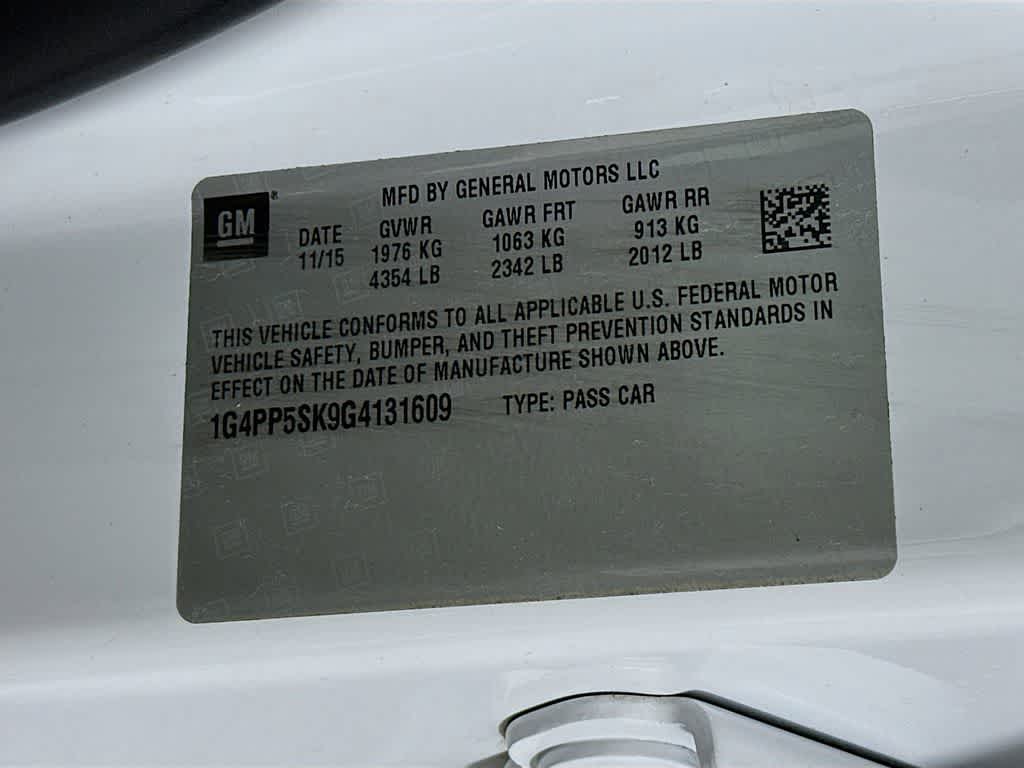 GM
MFD BY GENERAL MOTORS LLC
DATE GVWR GAWR FRT GAWR RR
11/15 1976 KG 1063 KG 913 KG
4354 LB 2342 LB 2012 LB
THIS VEHICLE CONFORMS TO ALL APPLICABLE U.S. FEDERAL MOTOR
VEHICLE SAFETY, BUMPER, AND THEFT PREVENTION STANDARDS IN
EFFECT ON THE DATE OF MANUFACTURE SHOWN ABOVE.
1G4PP5SK9G4131609 TYPE: PASS CAR